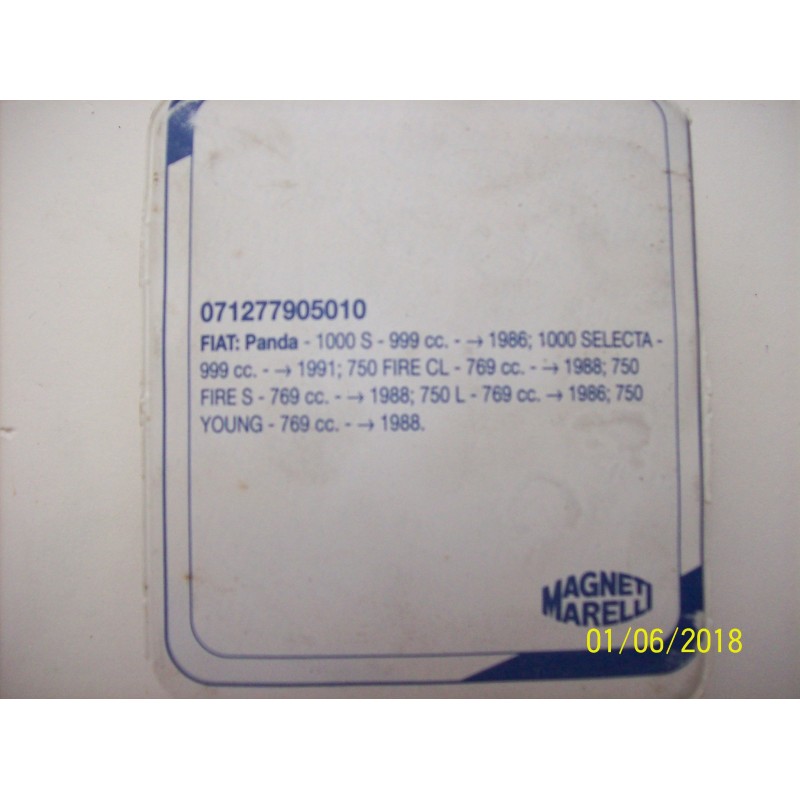 071277905010
FIAT: Panda - 1000 S - 999 cc. - → 1986; 1000 SELECTA -
999 cc. - → 1991; 750 FIRE CL - 769 cc. - → 1988; 750
FIRE S - 769 cc. - → 1988; 750 L - 769 cc. → 1986; 750
YOUNG - 769 cc. - → 1988.
MAGNETI
MARELLI
01/06/2018